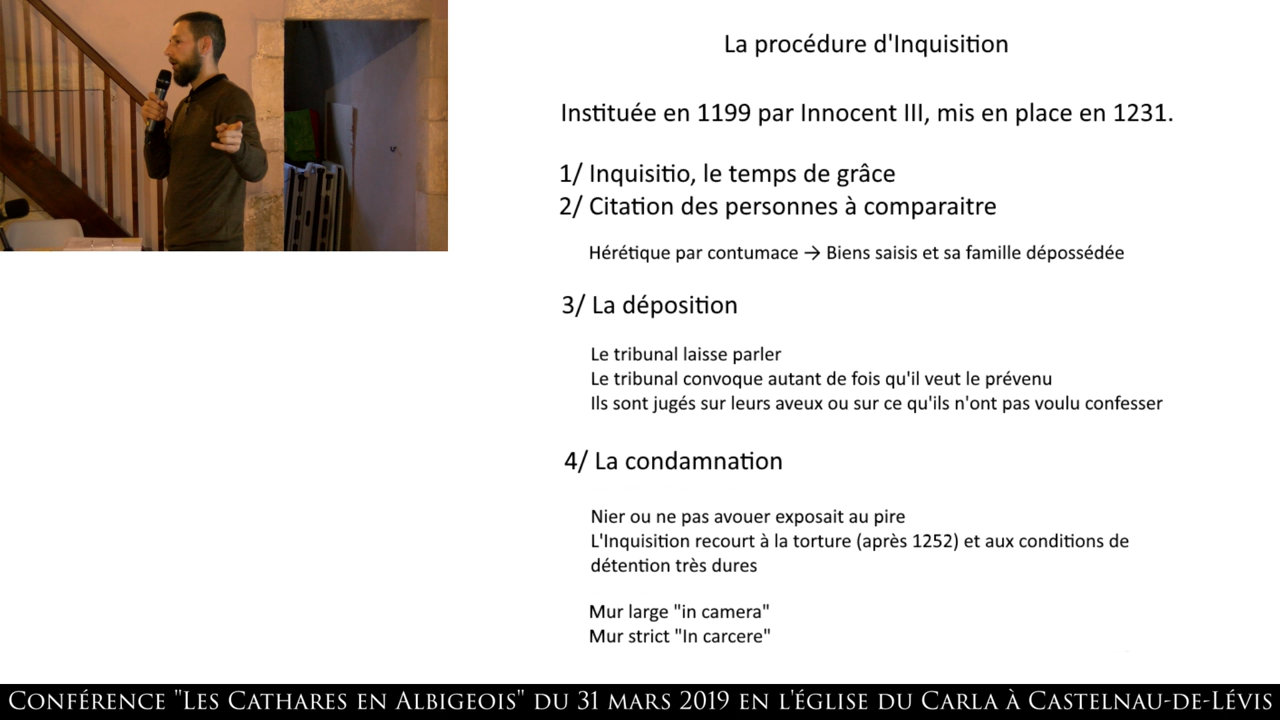 La procédure d'Inquisition
Instituée en 1199 par Innocent III, mis en place en 1231.
1/ Inquisitio, le temps de grâce
2/ Citation des personnes à comparaitre
Hérétique par contumace → Biens saisis et sa famille dépossédée
3/ La déposition
Le tribunal laisse parler
Le tribunal convoque autant de fois qu'il veut le prévenu
Ils sont jugés sur leurs aveux ou sur ce qu'ils n'ont pas voulu confesser
4/ La condamnation
Nier ou ne pas avouer exposait au pire
L'Inquisition recourt à la torture (après 1252) et aux conditions de
détention très dures
Mur large "in camera"
Mur strict "In carcere"
Conférence "Les Cathares en Albigeois" du 31 mars 2019 en l'église du Carla à Castelnau-de-Lévis